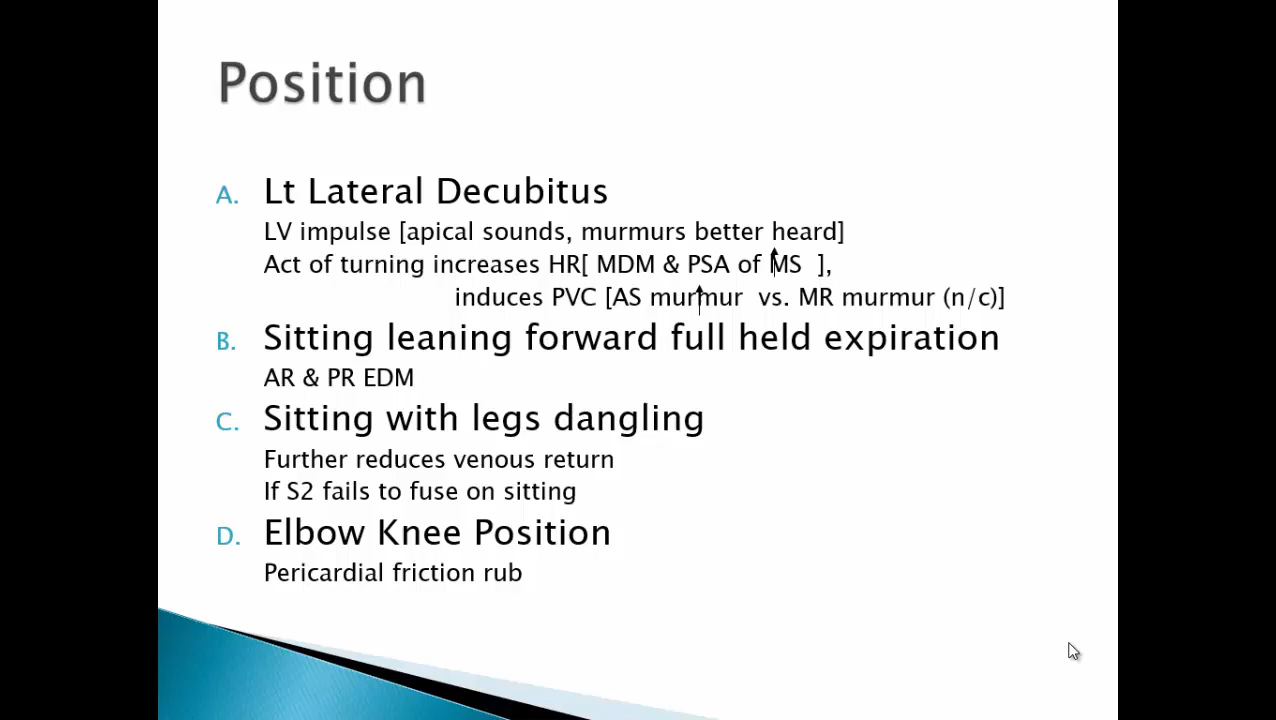 Position
A. Lt Lateral Decubitus
LV impulse [apical sounds, murmurs better heard]
Act of turning increases HR[ MDM & PSA of MS ↑ ],
induces PVC [AS murmur ↑ vs. MR murmur (n/c)]
B. Sitting leaning forward full held expiration
AR & PR EDM
C. Sitting with legs dangling
Further reduces venous return
If S2 fails to fuse on sitting
D. Elbow Knee Position
Pericardial friction rub